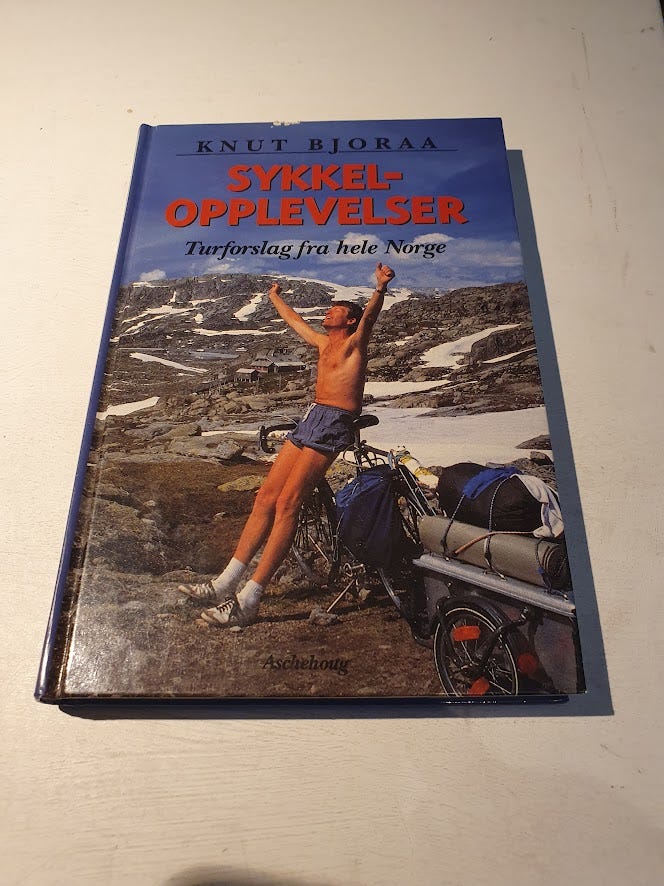 KNUT BJORAA
SYKKEL-
OPPLEVELSER
Turforslag fra hele Norge
Aschehoug